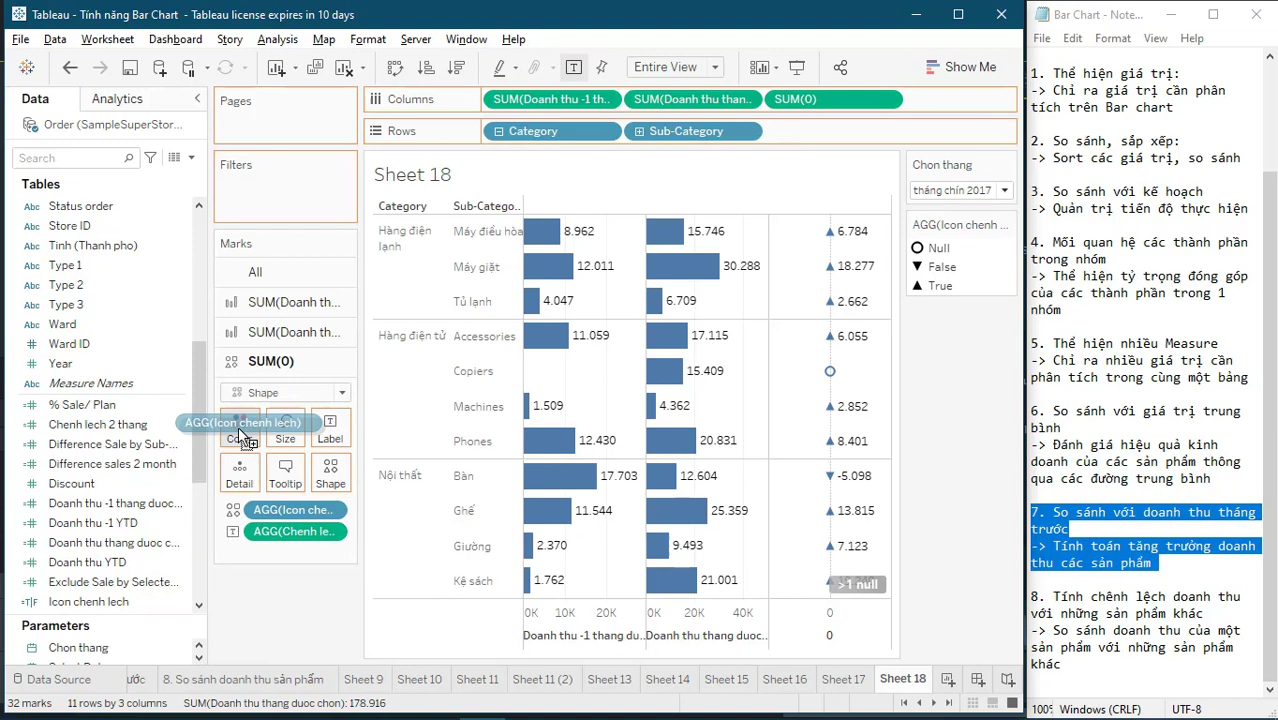 Tableau - Tính năng Bar Chart - Tableau license expires in 10 days
File Data Worksheet Dashboard Story Analysis Format Server Window Help
Entire View
Show Me
Data Analytics
Order (SampleSuperStor...
Search
Tables
Abc Status order
Abc Store ID
Abc Tinh (Thanh pho)
Abc Type 1
Abc Type 2
Abc Type 3
Abc Ward
Abc Ward ID
Year
Abc Measure Names
% Sale/ Plan
Chenh lech 2 thang
Difference Sale by Sub-...
Difference sales 2 month
Discount
Doanh thu -1 thang duoc...
Doanh thu -1 YTD
Doanh thu thang duoc c...
Doanh thu YTD
Exclude Sale by Selecte...
Icon chenh lech
Parameters
Chon thang
Pages
Filters
Marks
All
SUM(Doanh th...
SUM(Doanh th...
SUM(0)
Shape
AGG(Icon chenh lech)
Size
Label
Detail
Tooltip
Shape
AGG(Icon che..
AGG(Chenh le..
Columns
SUM(Doanh thu -1 th..
SUM(Doanh thu than..
SUM(0)
Rows
Category
Sub-Category
Sheet 18
Category Sub-Catego..
Hàng điện lạnh Máy điều hòa 8.962 15.746 6.784
Máy giặt 12.011 30.288 18.277
Tủ lạnh 4.047 6.709 2.662
Hàng điện tử Accessories 11.059 17.115 6.055
Copiers 15.409
Machines 1.509 4.362 2.852
Phones 12.430 20.831 8.401
Nội thất Bàn 17.703 12.604 -5.098
Ghế 11.544 25.359 13.815
Giường 2.370 9.493 7.123
Kệ sách 1.762 21.001
>1 null
0K 10K 20K 0K 20K 40K 0
Doanh thu -1 thang du.. Doanh thu thang duoc.. 0
Chon thang
tháng chín 2017
AGG(Icon chenh ...
Null
False
True
Data Source
8. So sánh doanh thu sản phẩm
Sheet 9
Sheet 10
Sheet 11
Sheet 11 (2)
Sheet 13
Sheet 14
Sheet 15
Sheet 16
Sheet 17
Sheet 18
32 marks 11 rows by 3 columns SUM(Doanh thu thang duoc chon): 178.916
Bar Chart - Note...
File Edit Format View Help
1. Thể hiện giá trị:
-> Chỉ ra giá trị cần phân
tích trên Bar chart
2. So sánh, sắp xếp:
-> Sort các giá trị, so sánh
3. So sánh với kế hoạch
-> Quản trị tiến độ thực hiện
4. Mối quan hệ các thành phần
trong nhóm
-> Thể hiện tỷ trọng đóng góp
của các thành phần trong 1
nhóm
5. Thể hiện nhiều Measure
-> Chỉ ra nhiều giá trị cần
phân tích trong cùng một bảng
6. So sánh với giá trị trung
bình
-> Đánh giá hiệu quả kinh
doanh của các sản phẩm thông
qua các đường trung bình
7. So sánh với doanh thu tháng
trước
-> Tính toán tăng trưởng doanh
thu các sản phẩm
8. Tính chênh lệch doanh thu
với những sản phẩm khác
-> So sánh doanh thu của một
sản phẩm với những sản phẩm
khác
Windows (CRLF) UTF-8